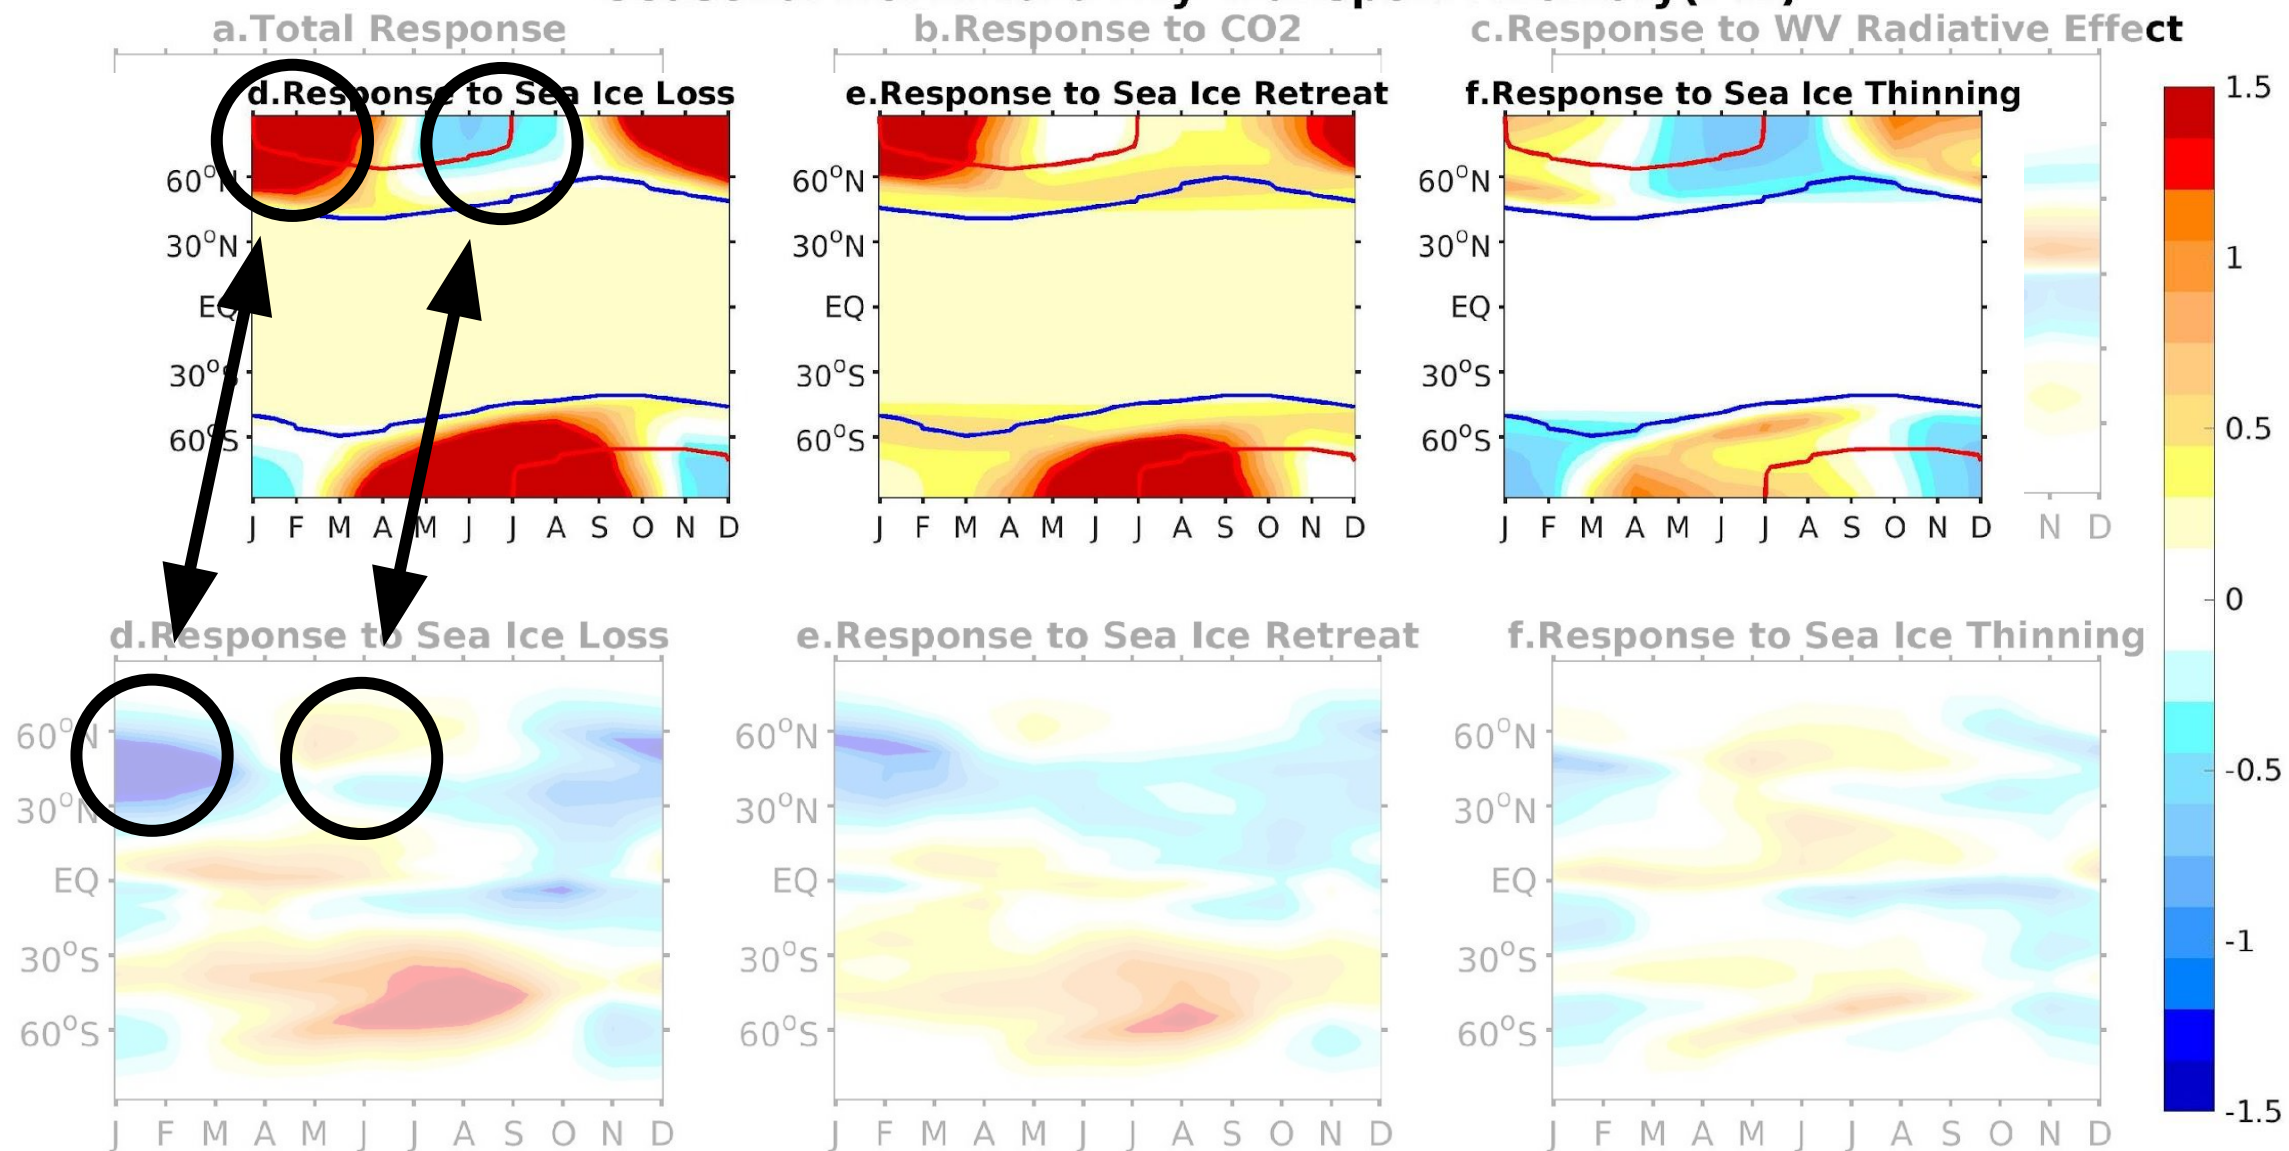 a.Total Response
b.Response to CO2
c.Response to WV Radiative Effect
d.Response to Sea Ice Loss
e.Response to Sea Ice Retreat
f.Response to Sea Ice Thinning
60°N
30°N
EQ
30°S
60°S
J F M A M J J A S O N D
60°N
30°N
EQ
30°S
60°S
J F M A M J J A S O N D
60°N
30°N
EQ
30°S
60°S
J F M A M J J A S O N D
N D
1.5
1
0.5
0
-0.5
-1
-1.5
d.Response to Sea Ice Loss
e.Response to Sea Ice Retreat
f.Response to Sea Ice Thinning
60°N
30°N
EQ
30°S
60°S
J F M A M J J A S O N D
60°N
30°N
EQ
30°S
60°S
J F M A M J J A S O N D
60°N
30°N
EQ
30°S
60°S
J F M A M J J A S O N D